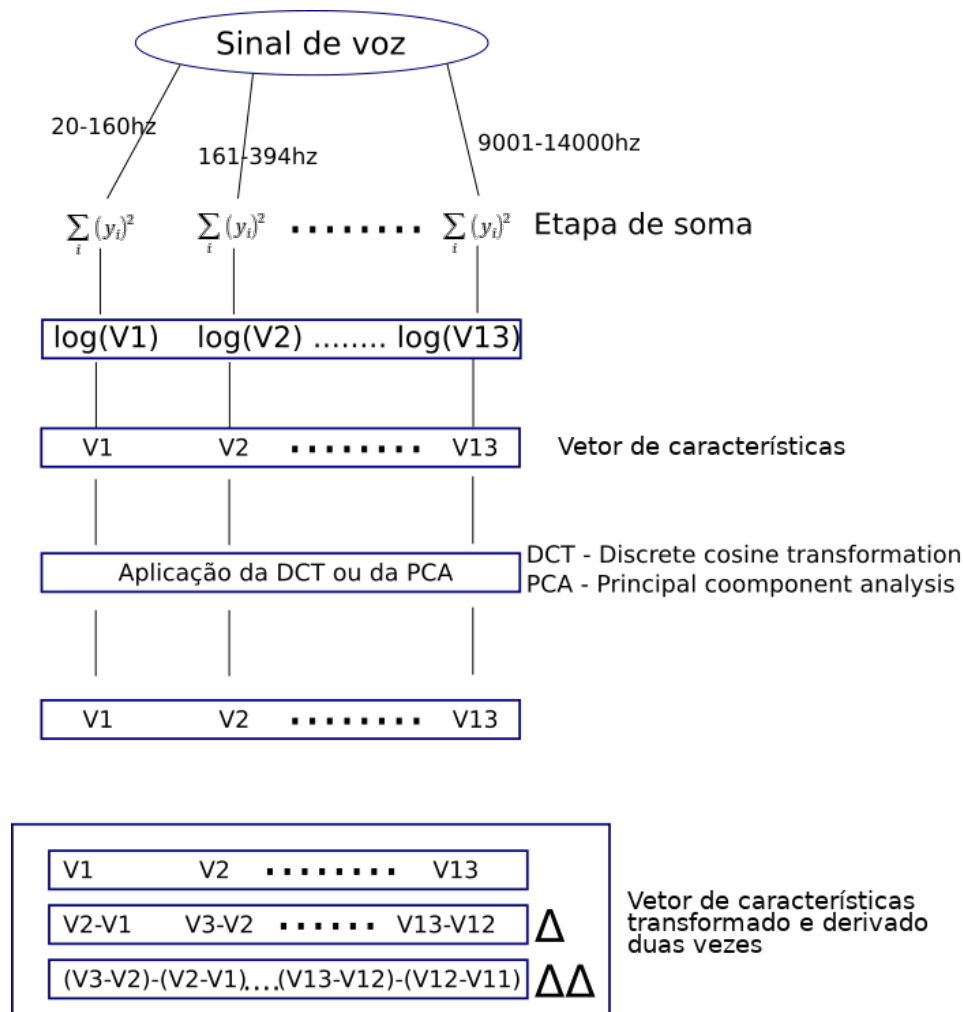 Sinal de voz
20-160hz
161-394hz
9001-14000hz
∑i (yi)² ∑i (yi)² ........ ∑i (yi)² Etapa de soma
log(V1) log(V2) ........ log(V13)
V1 V2 ........ V13 Vetor de característícas
Aplicação da DCT ou da PCA
DCT - Discrete cosine transformation
PCA - Principal coomponent analysis
V1 V2 ........ V13
V1 V2 ........ V13
V2-V1 V3-V2 ...... V13-V12 Δ
(V3-V2)-(V2-V1)....(V13-V12)-(V12-V11) ΔΔ
Vetor de característícas
transformado e derivado
duas vezes